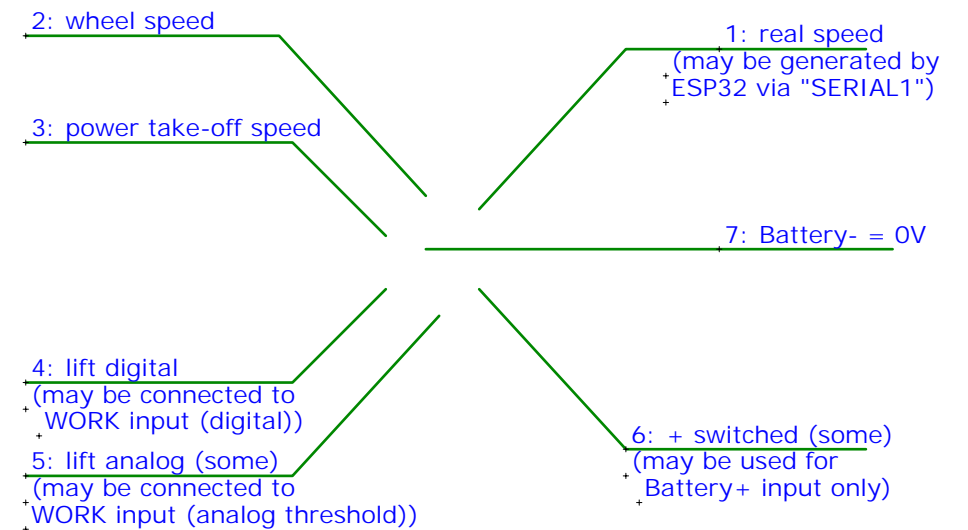 2: wheel speed
1: real speed
(may be generated by
ESP32 via "SERIAL1")
3: power take-off speed
7: Battery- = 0V
4: lift digital
(may be connected to
WORK input (digital))
5: lift analog (some)
(may be connected to
WORK input (analog threshold))
6: + switched (some)
(may be used for
Battery+ input only)